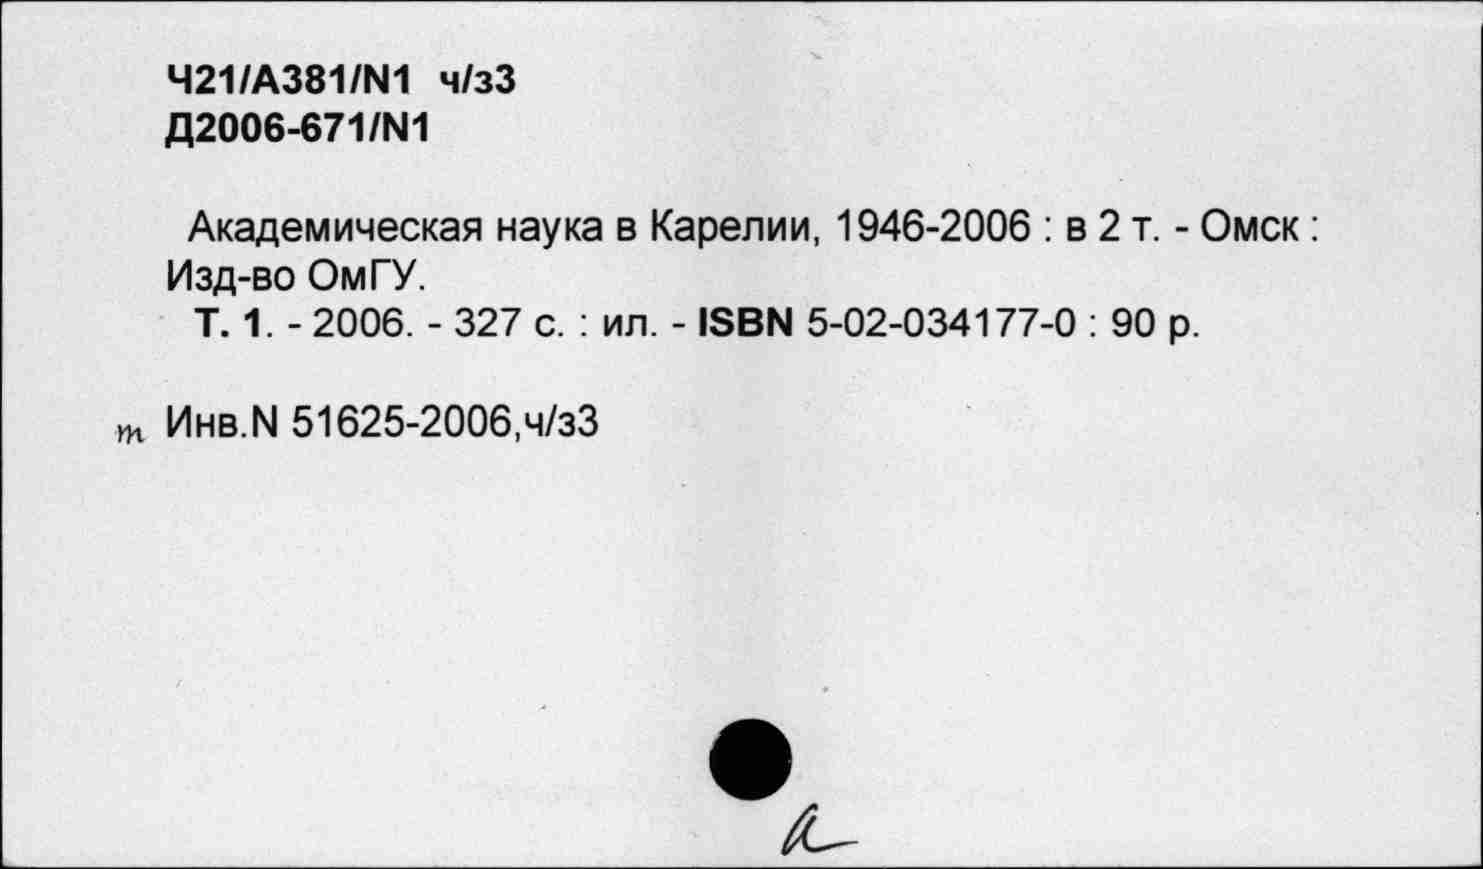 Ч21/А381/N1 ч/з3
Д2006-671/N1
Академическая наука в Карелии, 1946-2006 : в 2 т. - Омск :
Изд-во ОмГУ.
Т. 1. - 2006. - 327 с. : ил. - ISBN 5-02-034177-0 : 90 р.
т Инв.N 51625-2006,ч/з3
а